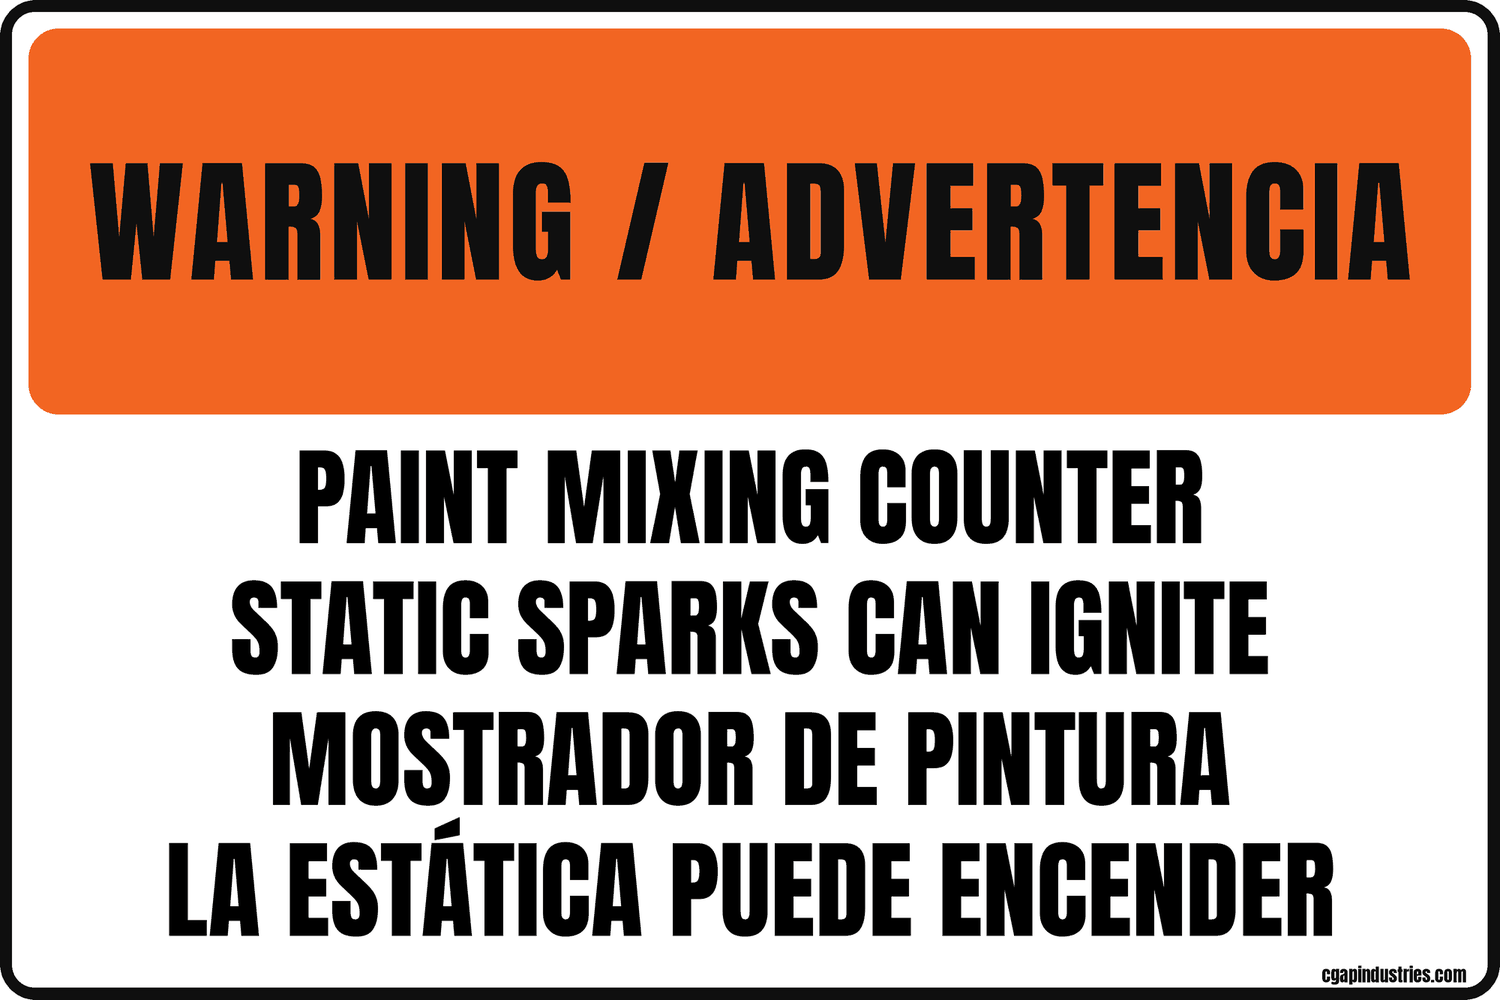 WARNING / ADVERTENCIA
PAINT MIXING COUNTER
STATIC SPARKS CAN IGNITE
MOSTRADOR DE PINTURA
LA ESTÁTICA PUEDE ENCENDER
cgapindustries.com